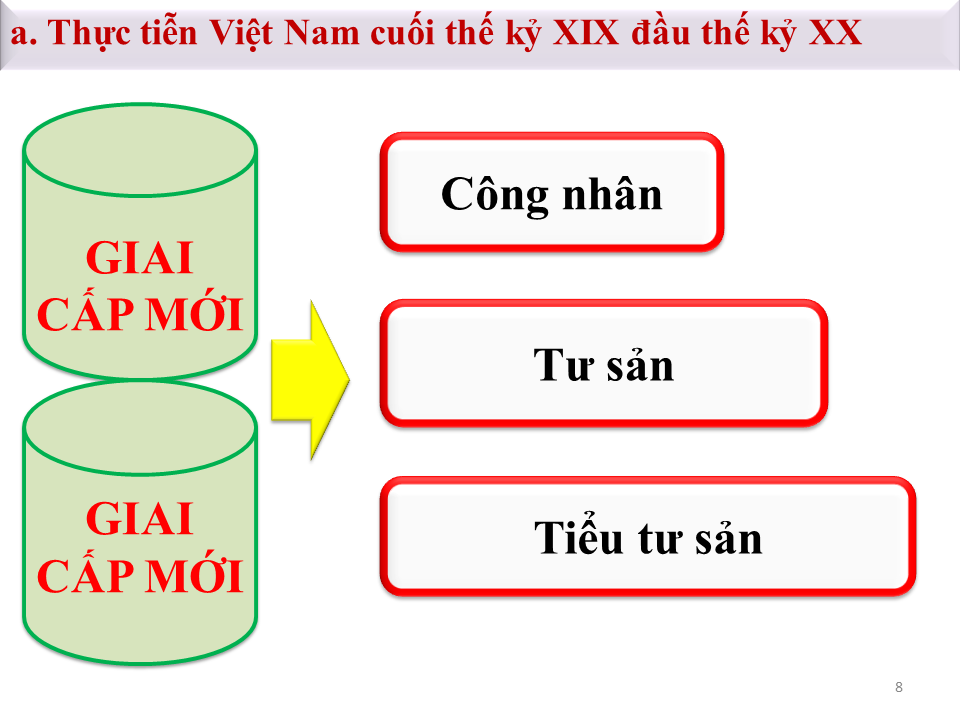 a. Thực tiễn Việt Nam cuối thế kỷ XIX đầu thế kỷ XX
GIAI
CẤP MỚI
GIAI
CẤP MỚI
Công nhân
Tư sản
Tiểu tư sản
8